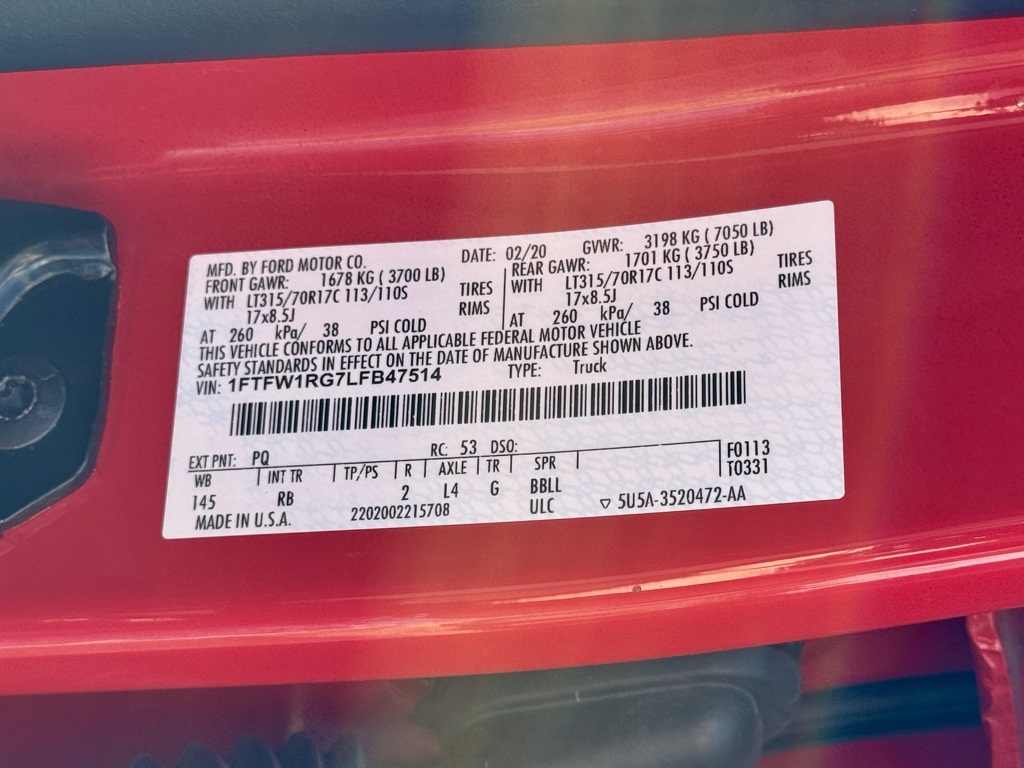 MFD. BY FORD MOTOR CO. DATE: 02/20 GVWR: 3198 KG ( 7050 LB)
FRONT GAWR: 1678 KG ( 3700 LB) REAR GAWR: 1701 KG ( 3750 LB)
WITH LT315/70R17C 113/110S TIRES WITH LT315/70R17C 113/110S TIRES
17x8.5J RIMS 17x8.5J RIMS
AT 260 kPa/ 38 PSI COLD AT 260 kPa/ 38 PSI COLD
THIS VEHICLE CONFORMS TO ALL APPLICABLE FEDERAL MOTOR VEHICLE
SAFETY STANDARDS IN EFFECT ON THE DATE OF MANUFACTURE SHOWN ABOVE.
VIN: 1FTFW1RG7LFB47514 TYPE: Truck
EXT PNT: PQ RC: 53 DSO: F0113
WB INT TR TP/PS R AXLE TR SPR T0331
145 RB 2 L4 G BBLL
MADE IN U.S.A. 2202002215708 ULC ▽ 5U5A-3520472-AA